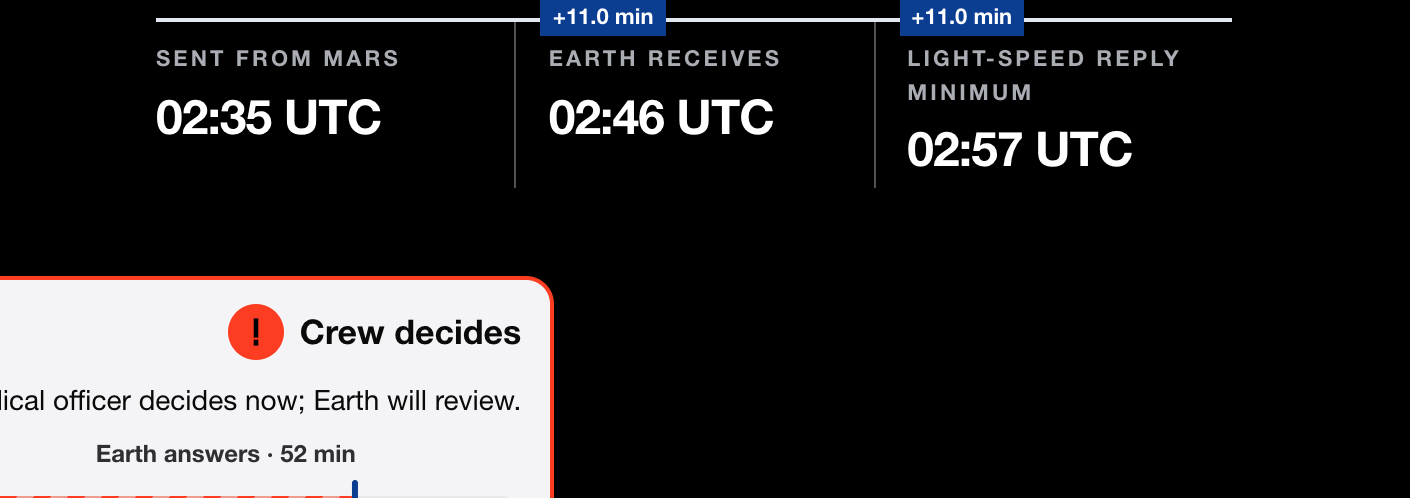 +11.0 min
+11.0 min
SENT FROM MARS
02:35 UTC
EARTH RECEIVES
02:46 UTC
LIGHT-SPEED REPLY
MINIMUM
02:57 UTC
!
Crew decides
officer decides now; Earth will review.
Earth answers · 52 min